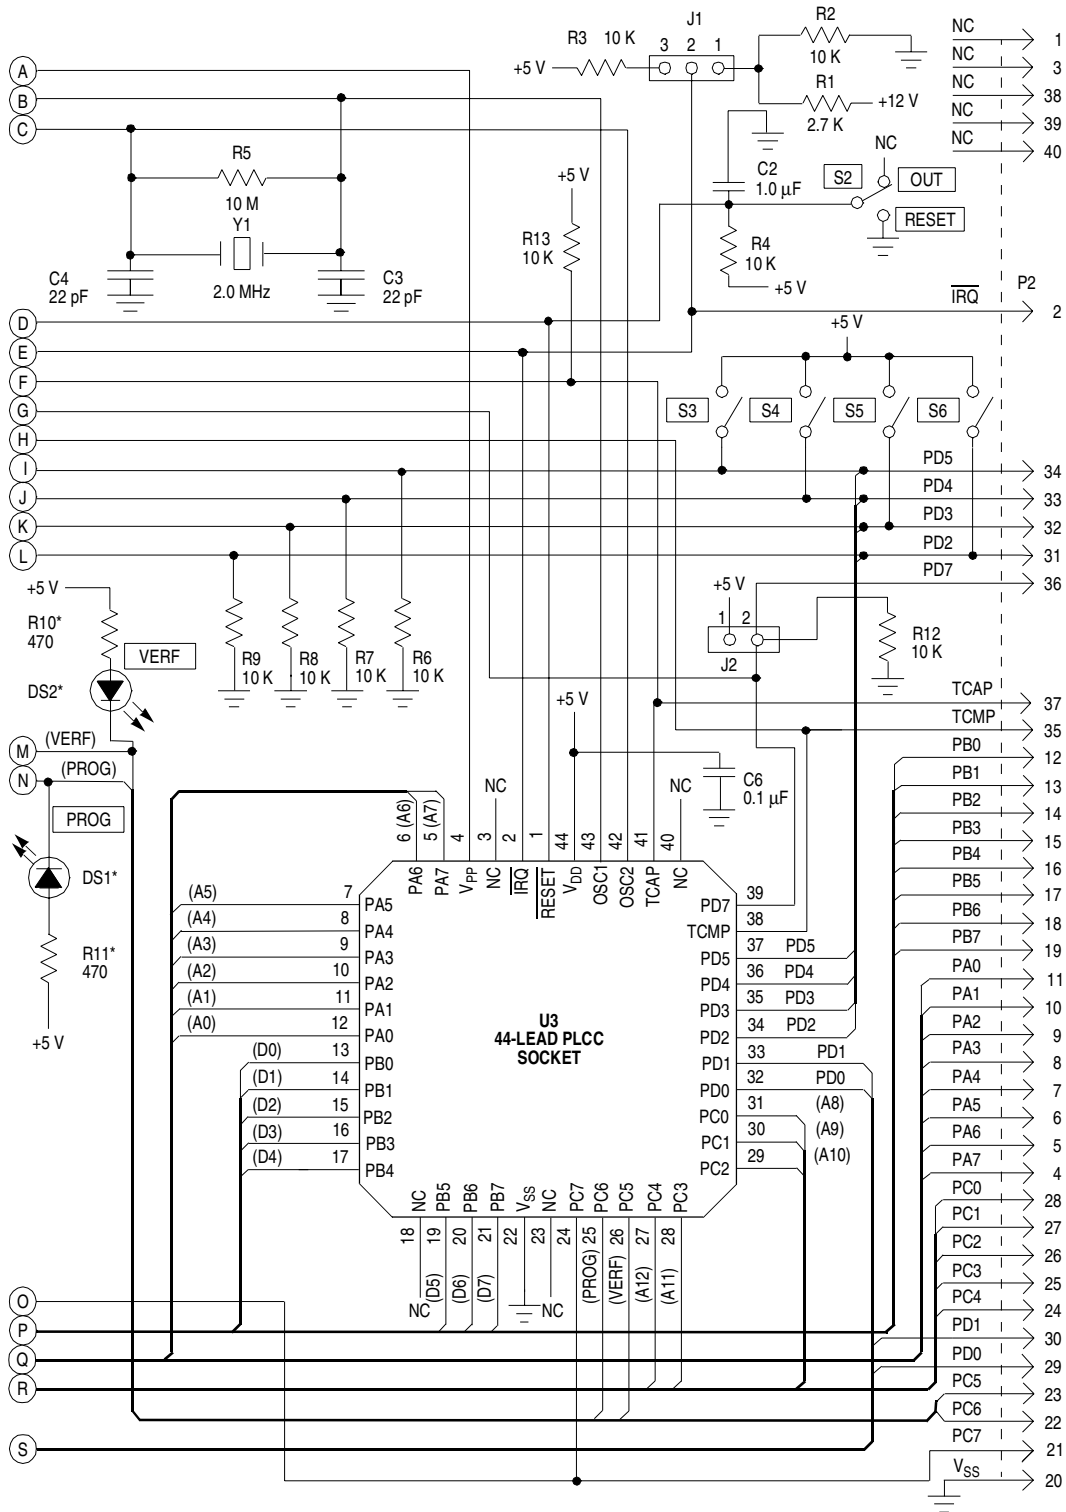 J1
R2
10 K
R3 10 K
3 2 1
+5 V
R1
2.7 K
+12 V
NC 1
NC 3
NC 38
NC 39
NC 40
A
B
C
R5
10 M
Y1
2.0 MHz
C4
22 pF
C3
22 pF
+5 V
R13
10 K
C2
1.0 µF
R4
10 K
+5 V
NC
S2
OUT
RESET
P2
IRQ 2
D
E
F
G
H
I
J
K
L
+5 V
S3
S4
S5
S6
PD5 34
PD4 33
PD3 32
PD2 31
PD7 36
+5 V
R10*
470
VERF
DS2*
R9
10 K
R8
10 K
R7
10 K
R6
10 K
+5 V
1 2
J2
R12
10 K
+5 V
C6
0.1 µF
TCAP 37
TCMP 35
M (VERF)
N (PROG)
PROG
DS1*
R11*
470
+5 V
PB0 12
PB1 13
PB2 14
PB3 15
PB4 16
PB5 17
PB6 18
PB7 19
PA0 11
PA1 10
PA2 9
PA3 8
PA4 7
PA5 6
PA6 5
PA7 4
PC0 28
PC1 27
PC2 26
PC3 25
PC4 24
PD1 30
PD0 29
PC5 23
PC6 22
PC7 21
VSS 20
NC
NC
6 (A6) PA6
5 (A7) PA7
4 VPP
3 NC
2 IRQ
1 RESET
44 VDD
43 OSC1
42 OSC2
41 TCAP
40 NC
(A5) 7 PA5
(A4) 8 PA4
(A3) 9 PA3
(A2) 10 PA2
(A1) 11 PA1
(A0) 12 PA0
(D0) 13 PB0
(D1) 14 PB1
(D2) 15 PB2
(D3) 16 PB3
(D4) 17 PB4
U3
44-LEAD PLCC
SOCKET
PD7 39
TCMP 38
PD5 37 PD5
PD4 36 PD4
PD3 35 PD3
PD2 34 PD2
PD1 33 PD1
PD0 32 PD0
PC0 31 (A8)
PC1 30 (A9)
PC2 29 (A10)
NC 18 NC
PB5 19 (D5)
PB6 20 (D6)
PB7 21 (D7)
VSS 22
NC 23 NC
PC7 24
PC6 25 (PROG)
PC5 26 (VERF)
PC4 27 (A12)
PC3 28 (A11)
O
P
Q
R
S